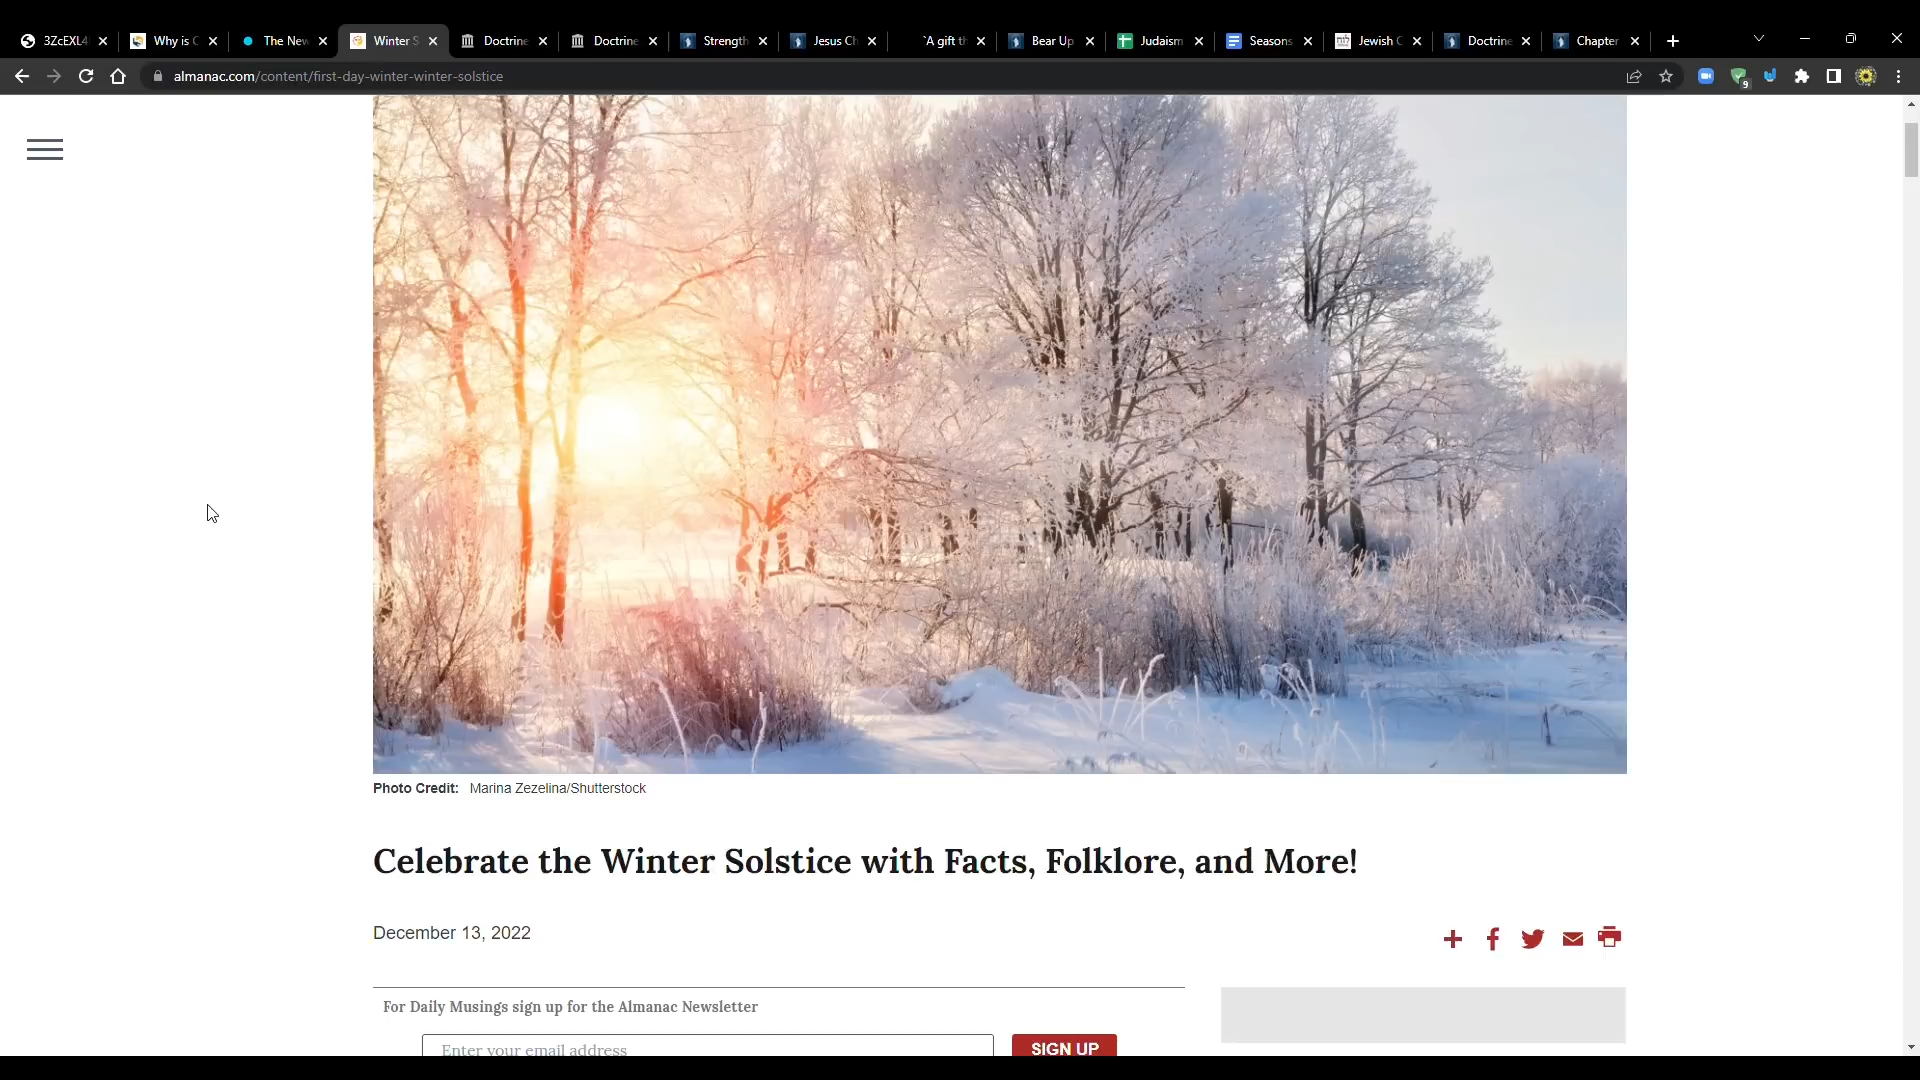 3ZcEXL4
Why is C
The New
Winter S
Doctrine
Doctrine
Strength
Jesus Ch
`A gift th
Bear Up
Judaism
Seasons
Jewish C
Doctrine
Chapter
almanac.com/content/first-day-winter-winter-solstice
9
Photo Credit: Marina Zezelina/Shutterstock
Celebrate the Winter Solstice with Facts, Folklore, and More!
December 13, 2022
For Daily Musings sign up for the Almanac Newsletter
Enter your email address
SIGN UP